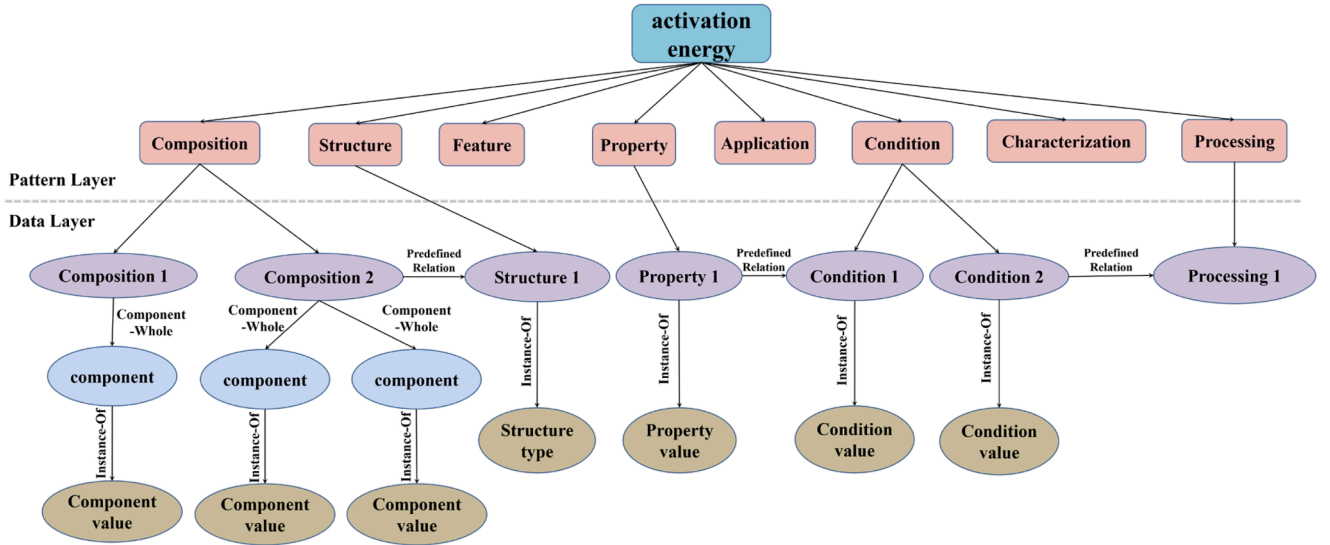 activation
energy
Composition
Structure
Feature
Property
Application
Condition
Characterization
Processing
Pattern Layer
Data Layer
Composition 1
Composition 2
Predefined
Relation
Structure 1
Property 1
Predefined
Relation
Condition 1
Condition 2
Predefined
Relation
Processing 1
Component
-Whole
Component
-Whole
Component
-Whole
Instance-Of
Instance-Of
Instance-Of
Instance-Of
component
component
component
Structure
type
Property
value
Condition
value
Condition
value
Instance-Of
Instance-Of
Instance-Of
Component
value
Component
value
Component
value